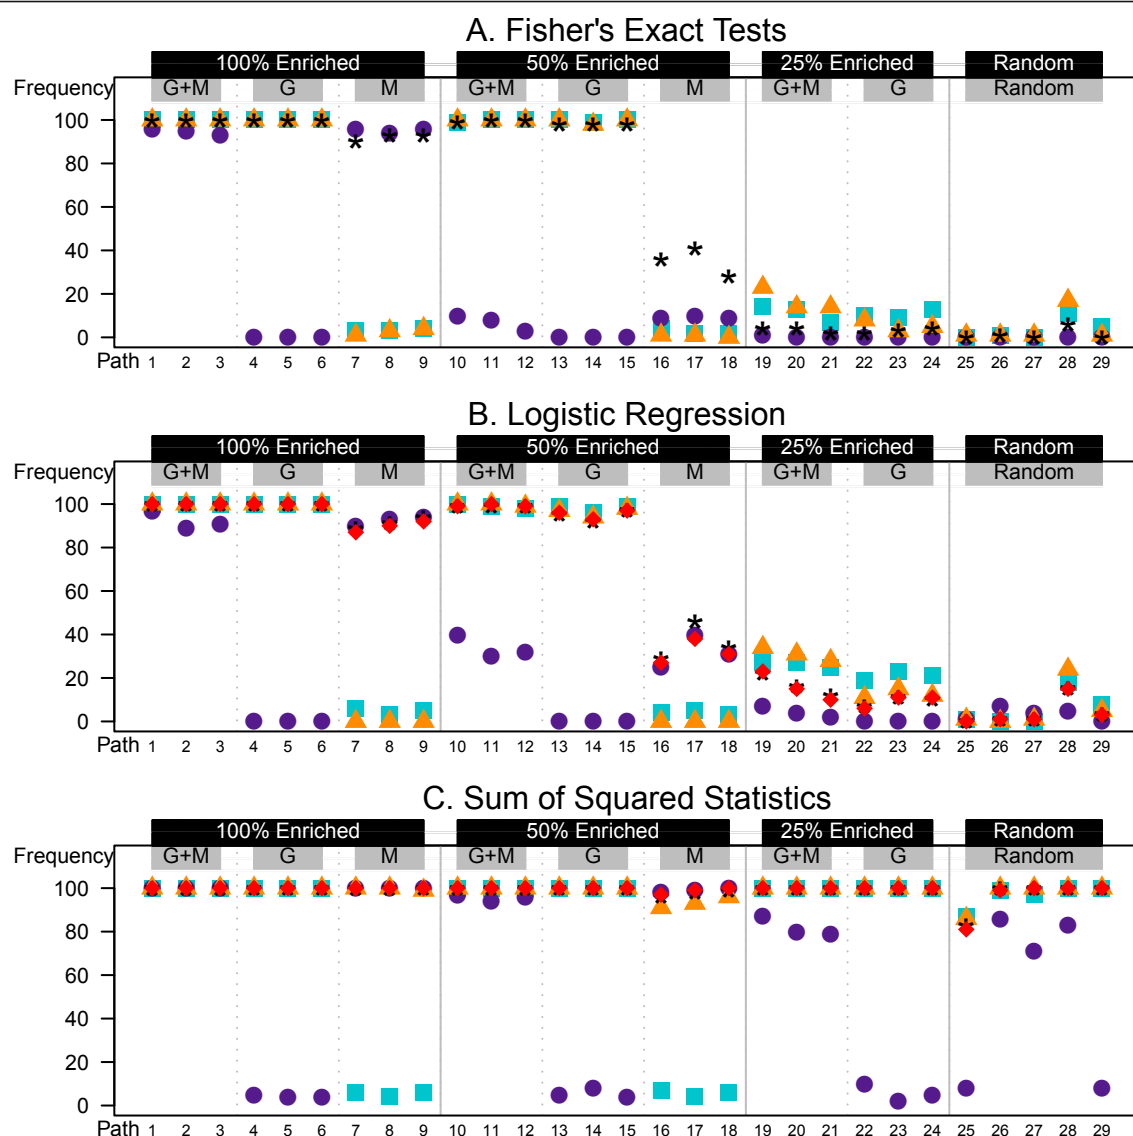 A. Fisher's Exact Tests
100% Enriched 50% Enriched 25% Enriched Random
Frequency G+M G M G+M G M G+M G Random
100
80
60
40
20
0
Path 1 2 3 4 5 6 7 8 9 10 11 12 13 14 15 16 17 18 19 20 21 22 23 24 25 26 27 28 29
B. Logistic Regression
100% Enriched 50% Enriched 25% Enriched Random
Frequency G+M G M G+M G M G+M G Random
100
80
60
40
20
0
Path 1 2 3 4 5 6 7 8 9 10 11 12 13 14 15 16 17 18 19 20 21 22 23 24 25 26 27 28 29
C. Sum of Squared Statistics
100% Enriched 50% Enriched 25% Enriched Random
Frequency G+M G M G+M G M G+M G Random
100
80
60
40
20
0
Path 1 2 3 4 5 6 7 8 9 10 11 12 13 14 15 16 17 18 19 20 21 22 23 24 25 26 27 28 29